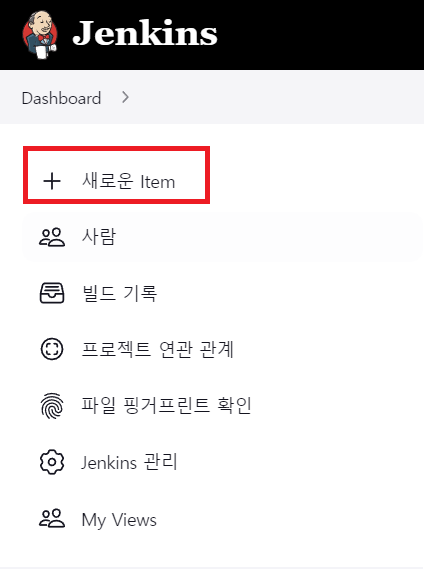 Jenkins
Dashboard
새로운 Item
사람
빌드 기록
프로젝트 연관 관계
파일 핑거프린트 확인
Jenkins 관리
My Views